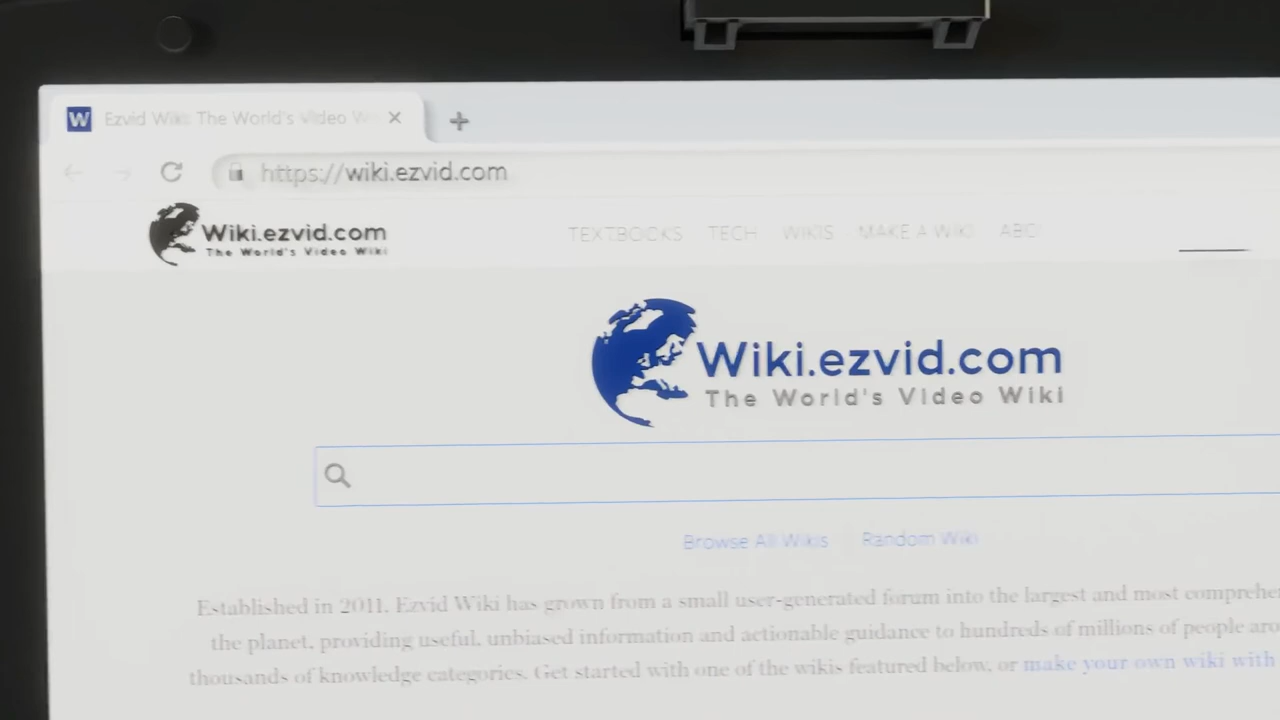 W Ezvid Wiki: The World's Video W
https://wiki.ezvid.com
Wiki.ezvid.com
The World's Video Wiki
TEXTBOOKS TECH WIKIS MAKE A WIKI
Wiki.ezvid.com
The World's Video Wiki
Browse All Wikis Random Wiki
Established in 2011, Ezvid Wiki has grown from a small user-generated forum into the largest and most comprehe
the planet, providing useful, unbiased information and actionable guidance to hundreds of millions of people aro
thousands of knowledge categories. Get started with one of the wikis featured below, or make your own wiki with